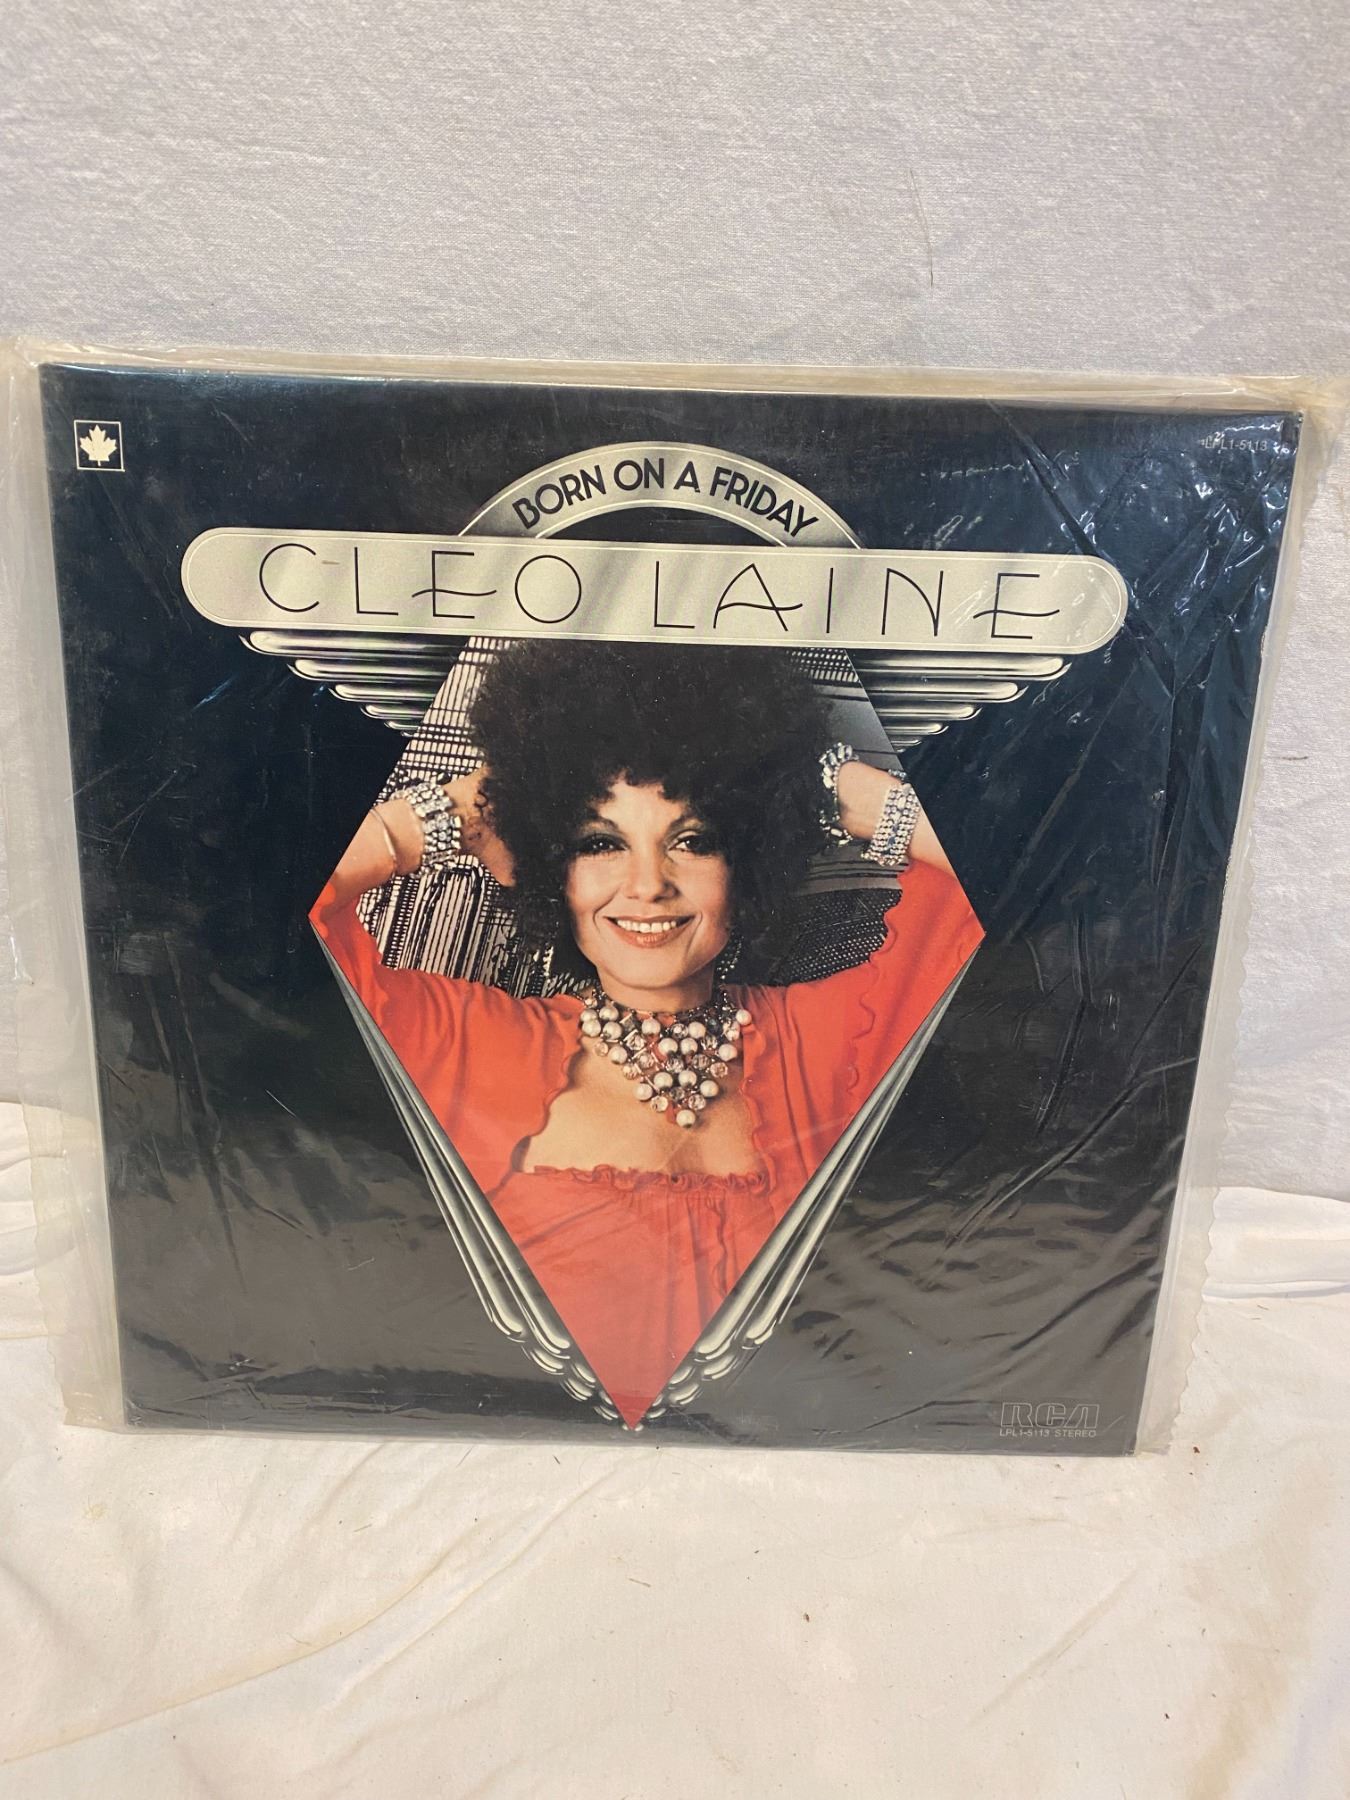 LPL1-5113
BORN ON A FRIDAY
CLEO LAINE
RCA
LPL1-5113 STEREO